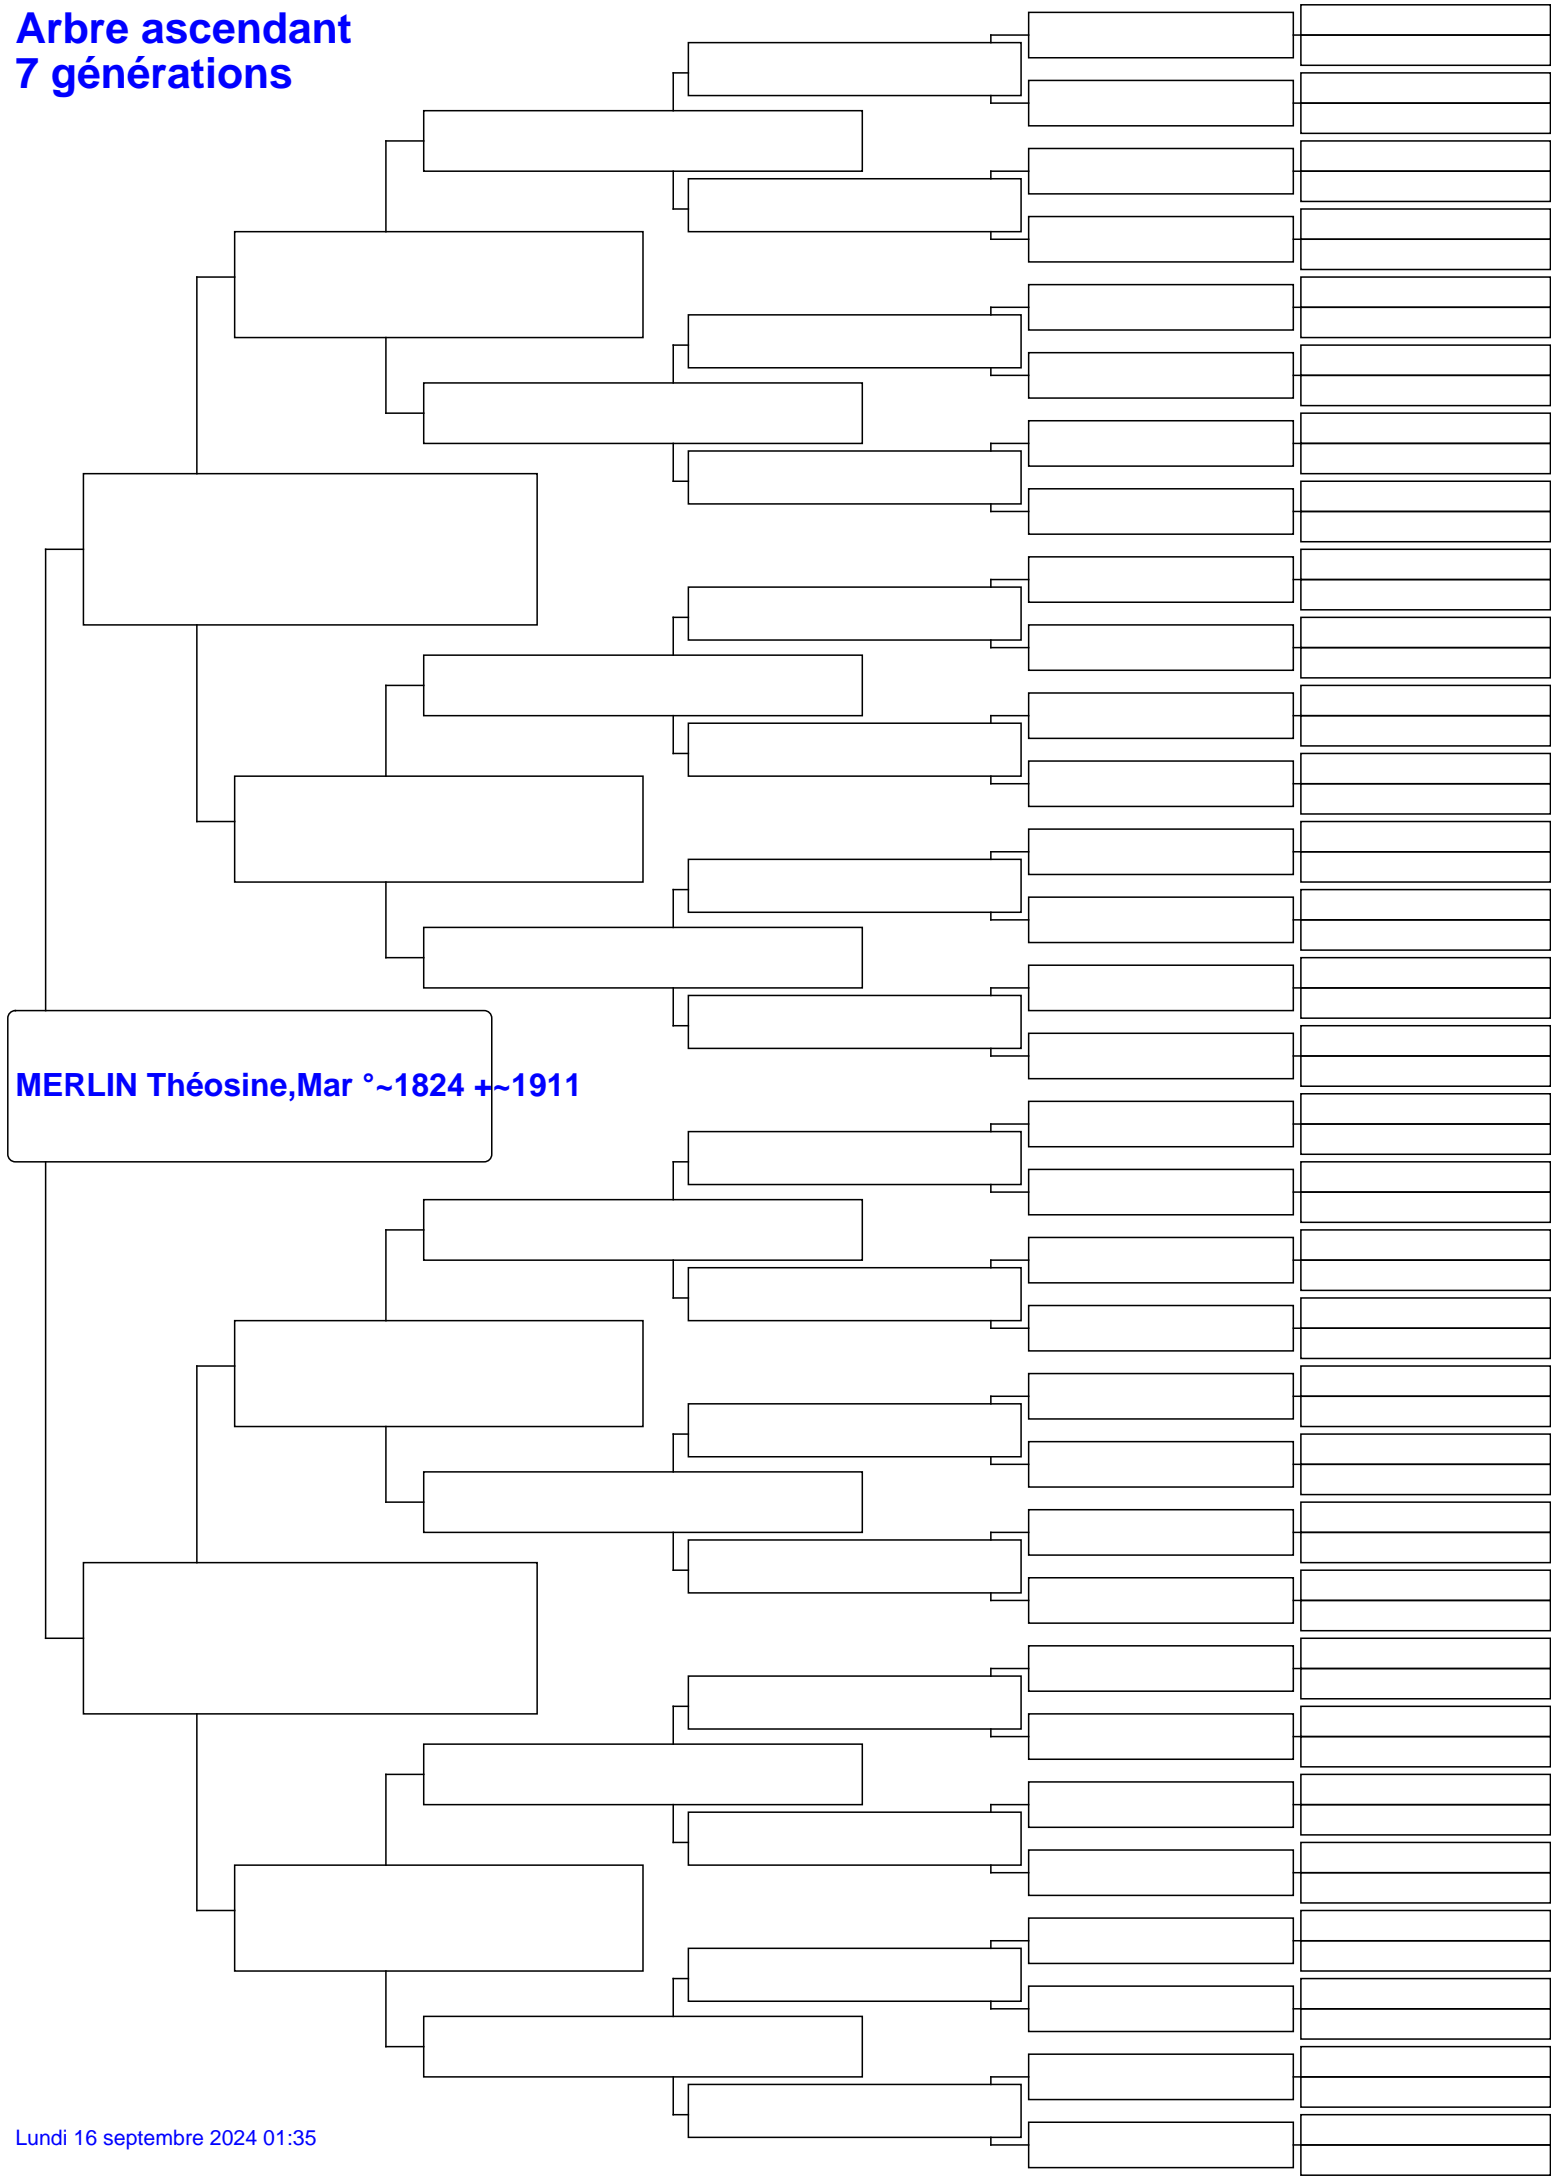 Arbre ascendant
7 générations
MERLIN Théosine,Mar °~1824 +~1911
Lundi 16 septembre 2024 01:35